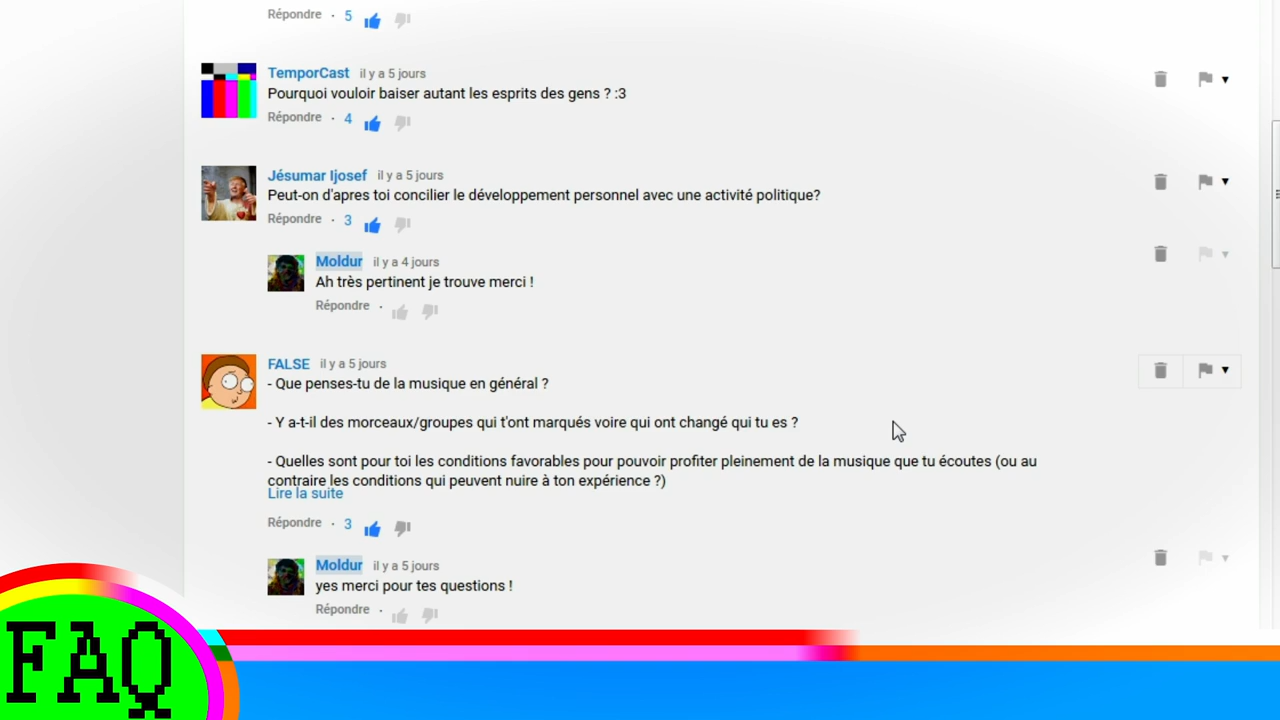 Répondre · 5
TemporCast il y a 5 jours
Pourquoi vouloir baiser autant les esprits des gens ? :3
Répondre · 4
Jésumar Ijosef il y a 5 jours
Peut-on d'apres toi concilier le développement personnel avec une activité politique?
Répondre · 3
Moldur il y a 4 jours
Ah très pertinent je trouve merci !
Répondre ·
FALSE il y a 5 jours
- Que penses-tu de la musique en général ?
- Y a-t-il des morceaux/groupes qui t'ont marqués voire qui ont changé qui tu es ?
- Quelles sont pour toi les conditions favorables pour pouvoir profiter pleinement de la musique que tu écoutes (ou au
contraire les conditions qui peuvent nuire à ton expérience ?)
Lire la suite
Répondre · 3
Moldur il y a 5 jours
yes merci pour tes questions !
Répondre ·
FAQ